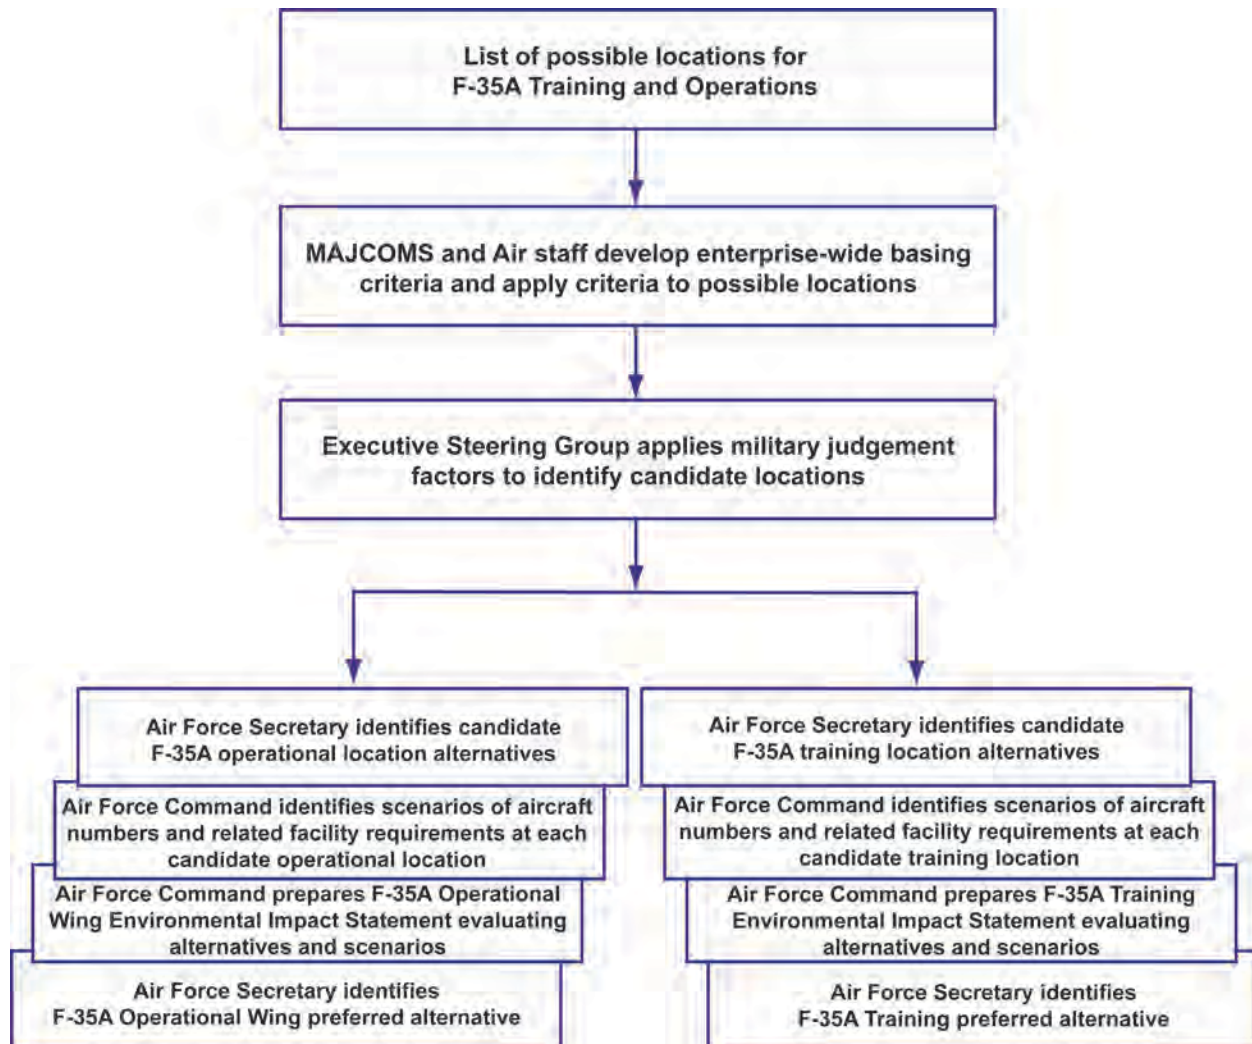 List of possible locations for
F-35A Training and Operations
MAJCOMS and Air staff develop enterprise-wide basing
criteria and apply criteria to possible locations
Executive Steering Group applies military judgement
factors to identify candidate locations
Air Force Secretary identifies candidate
F-35A operational location alternatives
Air Force Command identifies scenarios of aircraft
numbers and related facility requirements at each
candidate operational location
Air Force Command prepares F-35A Operational
Wing Environmental Impact Statement evaluating
alternatives and scenarios
Air Force Secretary identifies
F-35A Operational Wing preferred alternative
Air Force Secretary identifies candidate
F-35A training location alternatives
Air Force Command identifies scenarios of aircraft
numbers and related facility requirements at each
candidate training location
Air Force Command prepares F-35A Training
Environmental Impact Statement evaluating
alternatives and scenarios
Air Force Secretary identifies
F-35A Training preferred alternative